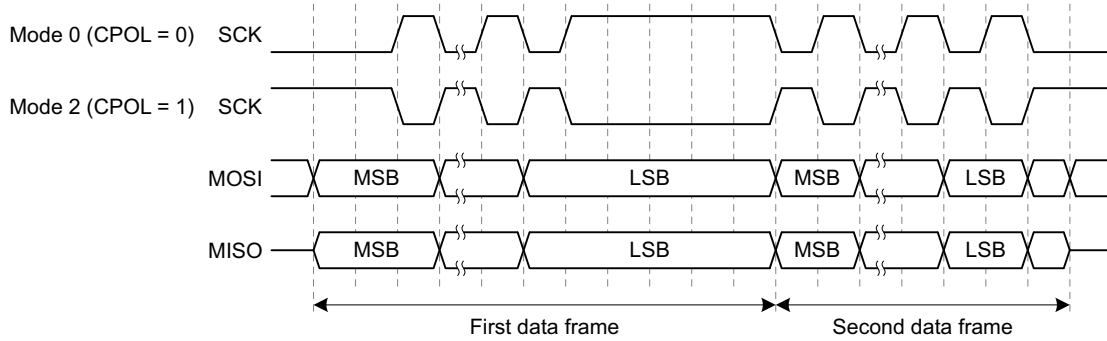 Mode 0 (CPOL = 0) SCK
Mode 2 (CPOL = 1) SCK
MOSI MSB LSB MSB LSB
MISO MSB LSB MSB LSB
First data frame Second data frame